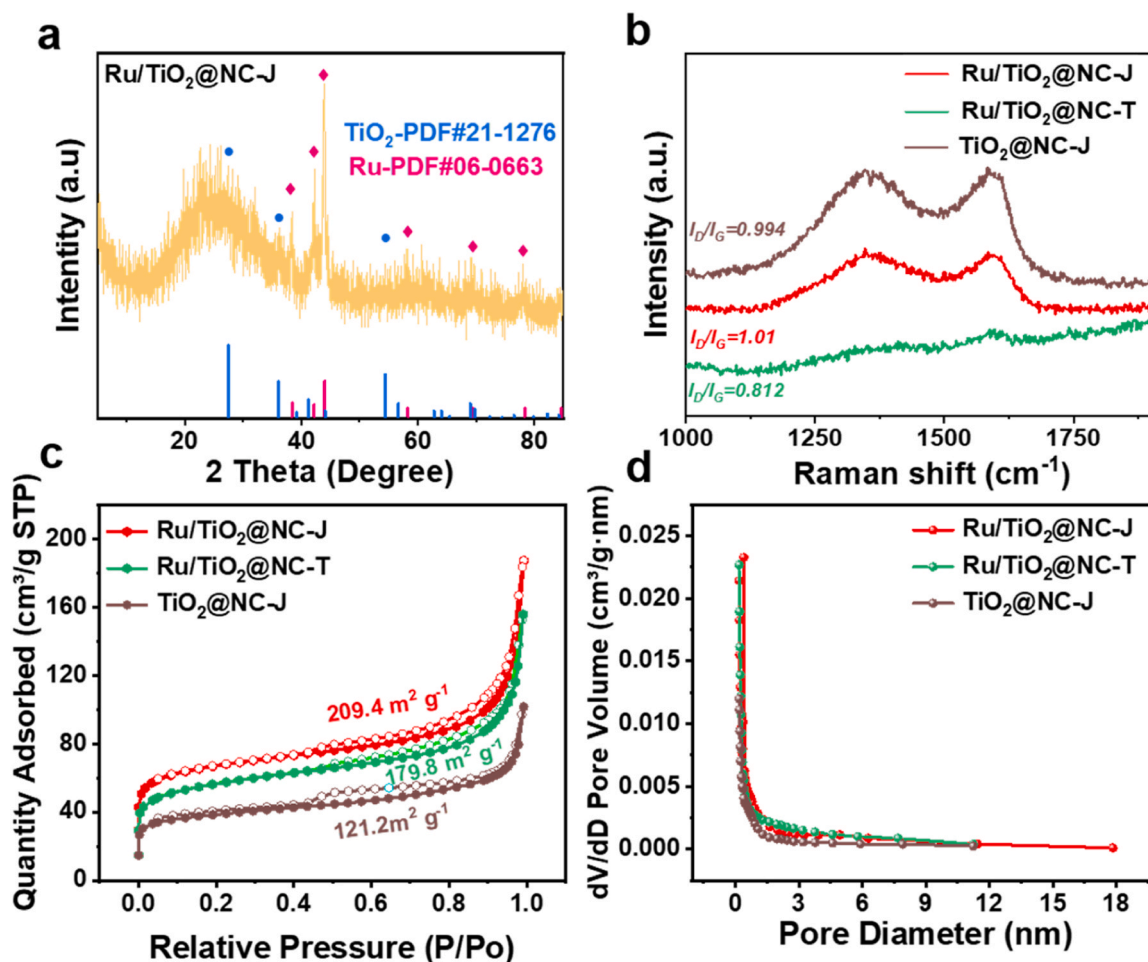 a
Ru/TiO₂@NC-J
TiO₂-PDF#21-1276
Ru-PDF#06-0663
Intentity (a.u)
20 40 60 80
2 Theta (Degree)
b
Ru/TiO₂@NC-J
Ru/TiO₂@NC-T
TiO₂@NC-J
I_D/I_G=0.994
I_D/I_G=1.01
I_D/I_G=0.812
Intensity (a.u.)
1000 1250 1500 1750
Raman shift (cm⁻¹)
c
Ru/TiO₂@NC-J
Ru/TiO₂@NC-T
TiO₂@NC-J
209.4 m² g⁻¹
179.8 m² g⁻¹
121.2m² g⁻¹
Quantity Adsorbed (cm³/g STP)
200
160
120
80
40
0
0.0 0.2 0.4 0.6 0.8 1.0
Relative Pressure (P/Po)
d
Ru/TiO₂@NC-J
Ru/TiO₂@NC-T
TiO₂@NC-J
dV/dD Pore Volume (cm³/g·nm)
0.025
0.020
0.015
0.010
0.005
0.000
0 3 6 9 12 15 18
Pore Diameter (nm)